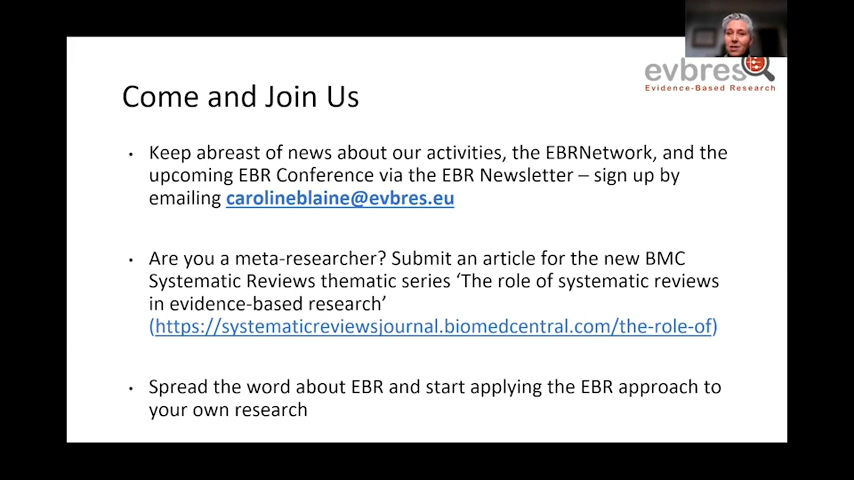 evbres
Evidence-Based Research
Come and Join Us
• Keep abreast of news about our activities, the EBRNetwork, and the
upcoming EBR Conference via the EBR Newsletter – sign up by
emailing carolineblaine@evbres.eu
• Are you a meta-researcher? Submit an article for the new BMC
Systematic Reviews thematic series ‘The role of systematic reviews
in evidence-based research’
(https://systematicreviewsjournal.biomedcentral.com/the-role-of)
• Spread the word about EBR and start applying the EBR approach to
your own research